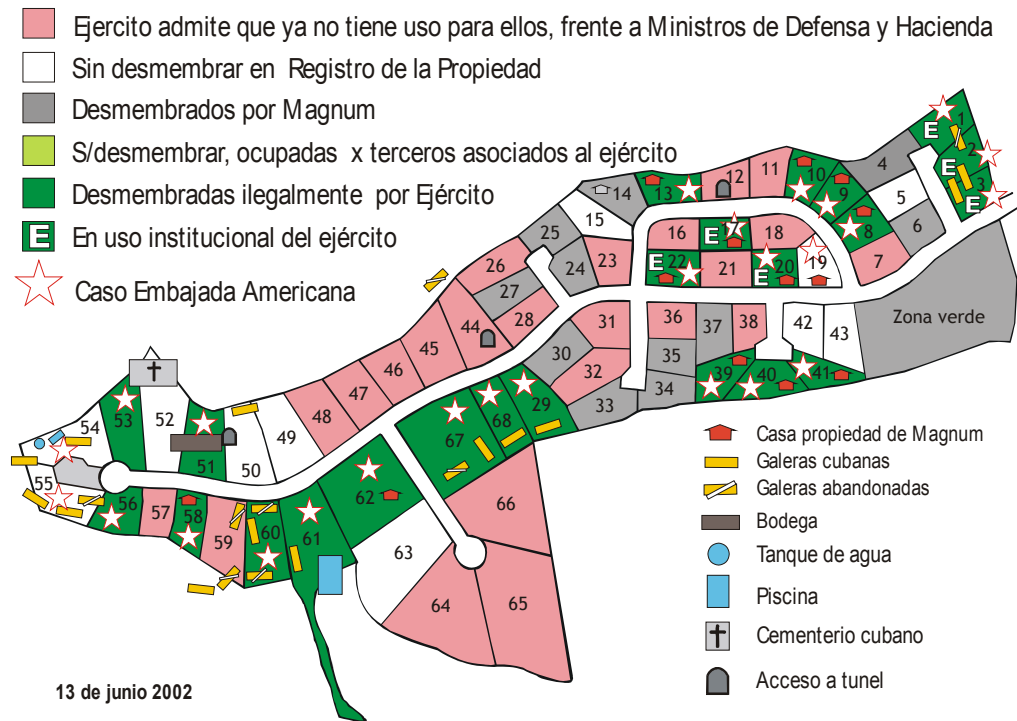 Ejercito admite que ya no tiene uso para ellos, frente a Ministros de Defensa y Hacienda
Sin desmembrar en Registro de la Propiedad
Desmembrados por Magnum
S/desmembrar, ocupadas x terceros asociados al ejército
Desmembradas ilegalmente por Ejército
E En uso institucional del ejército
Caso Embajada Americana
1
E
2
E
3
E
4
5
6
7
8
9
10
11
12
13
14
15
16
E 17
18
19
E 20
21
E 22
23
24
25
26
27
28
29
30
31
32
33
34
35
36
37
38
39
40
41
42
43
Zona verde
44
45
46
47
48
49
50
51
52
53
54
55
56
57
58
59
60
61
62
63
64
65
66
67
68
Casa propiedad de Magnum
Galeras cubanas
Galeras abandonadas
Bodega
Tanque de agua
Piscina
Cementerio cubano
Acceso a tunel
13 de junio 2002